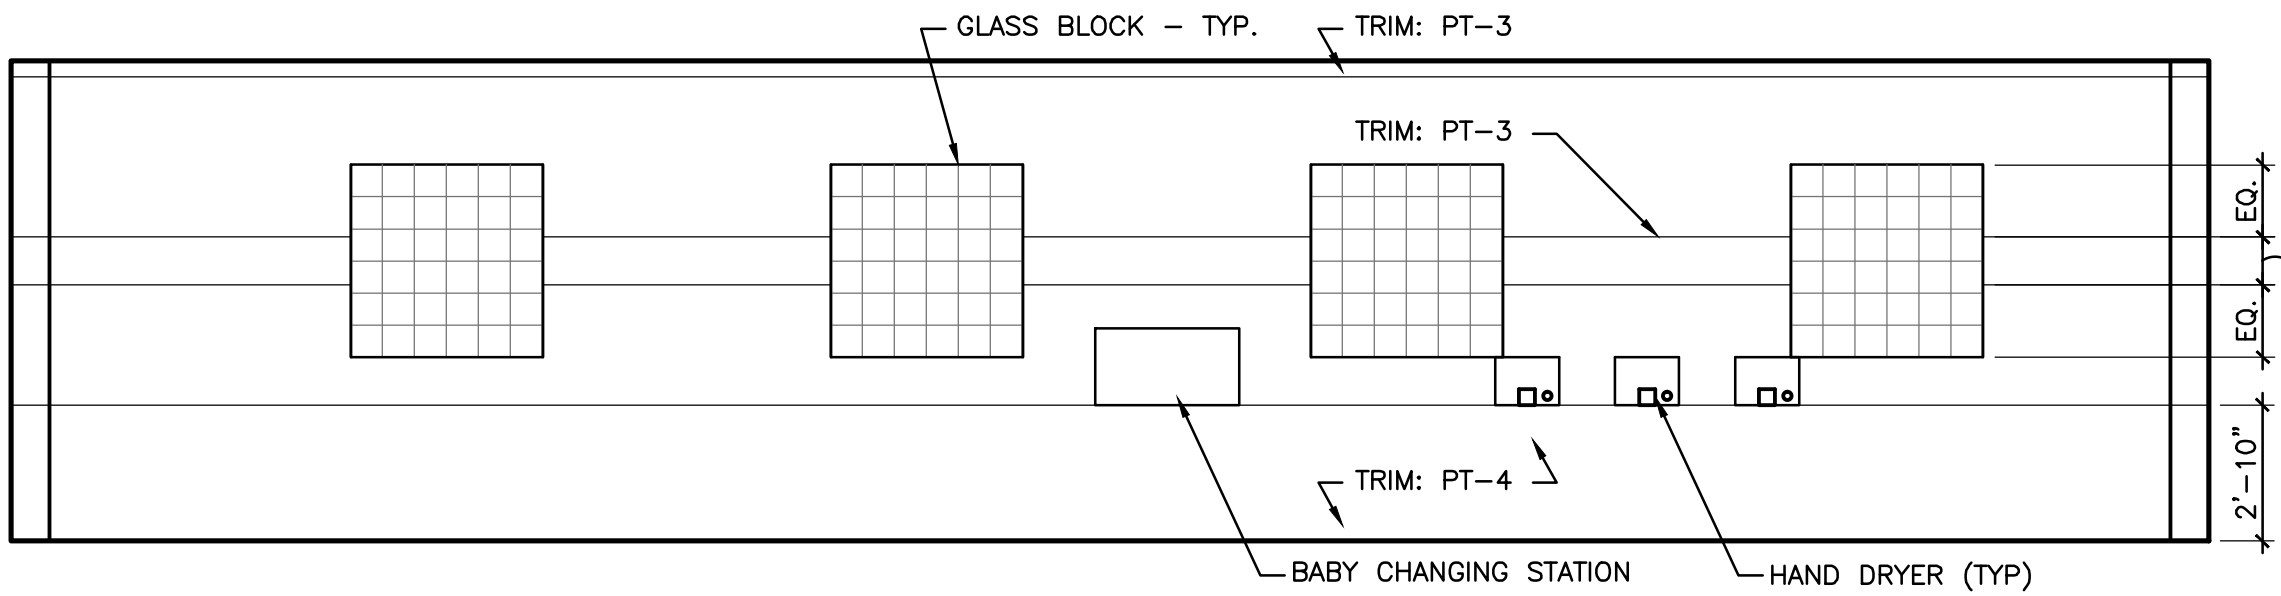 GLASS BLOCK - TYP.
TRIM: PT-3
TRIM: PT-3
EQ.
EQ.
2'-10"
TRIM: PT-4
BABY CHANGING STATION
HAND DRYER (TYP)